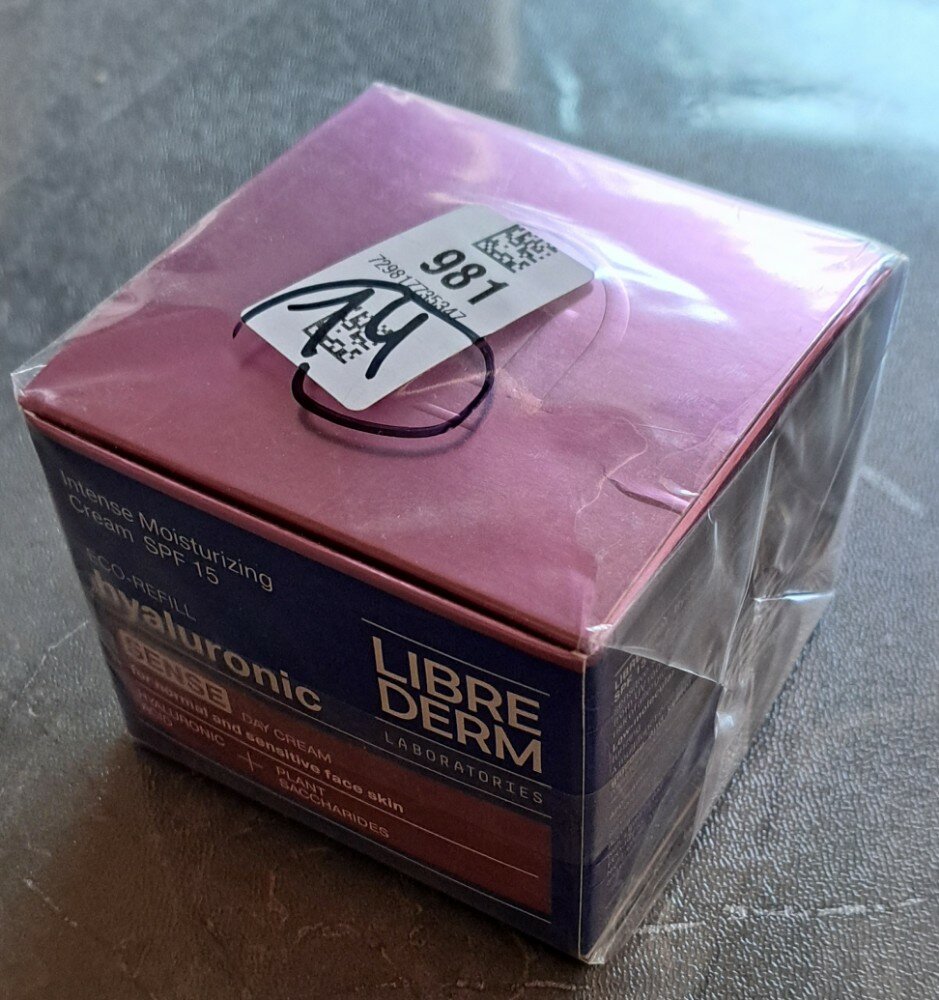 981
729817735347
14
Intense Moisturizing
Cream SPF 15
ECO-REFILL
hyaluronic
SENSE DAY CREAM
for normal and sensitive face skin
HYALURONIC
ACID
+ PLANT
SACCHARIDES
LIBRE
DERM
LABORATORIES